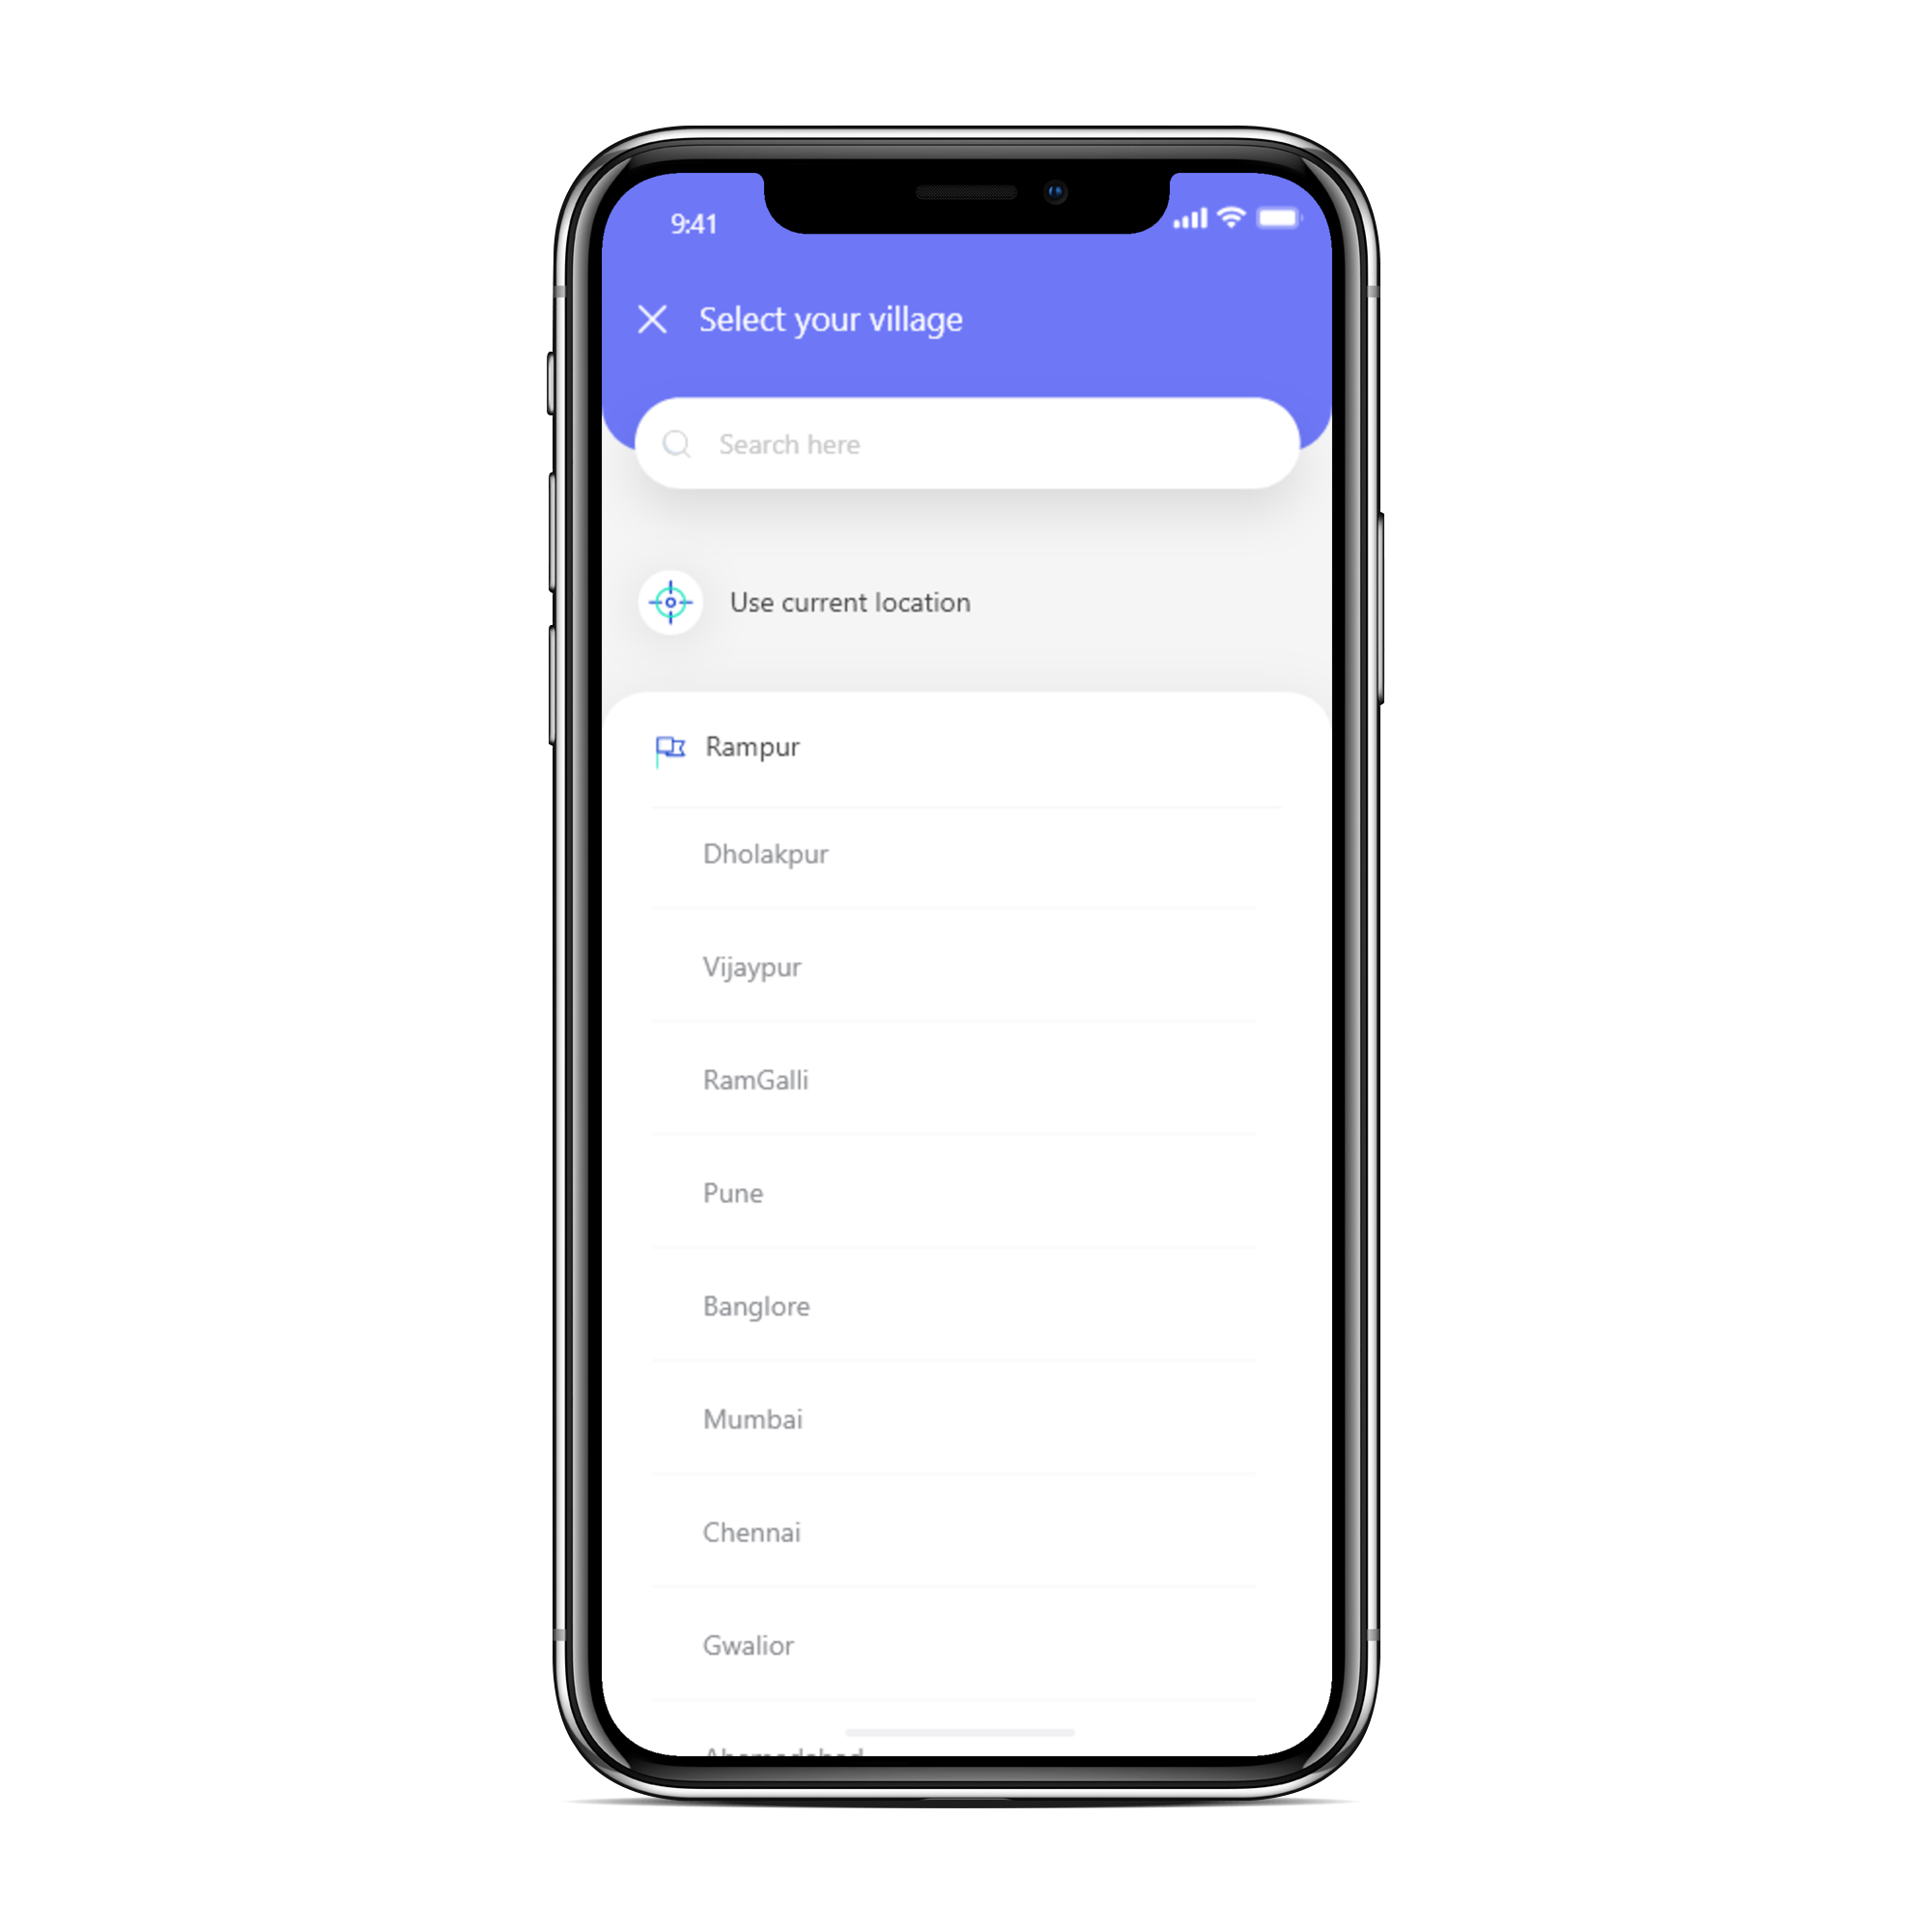 9:41
Select your village
Search here
Use current location
Rampur
Dholakpur
Vijaypur
RamGalli
Pune
Banglore
Mumbai
Chennai
Gwalior